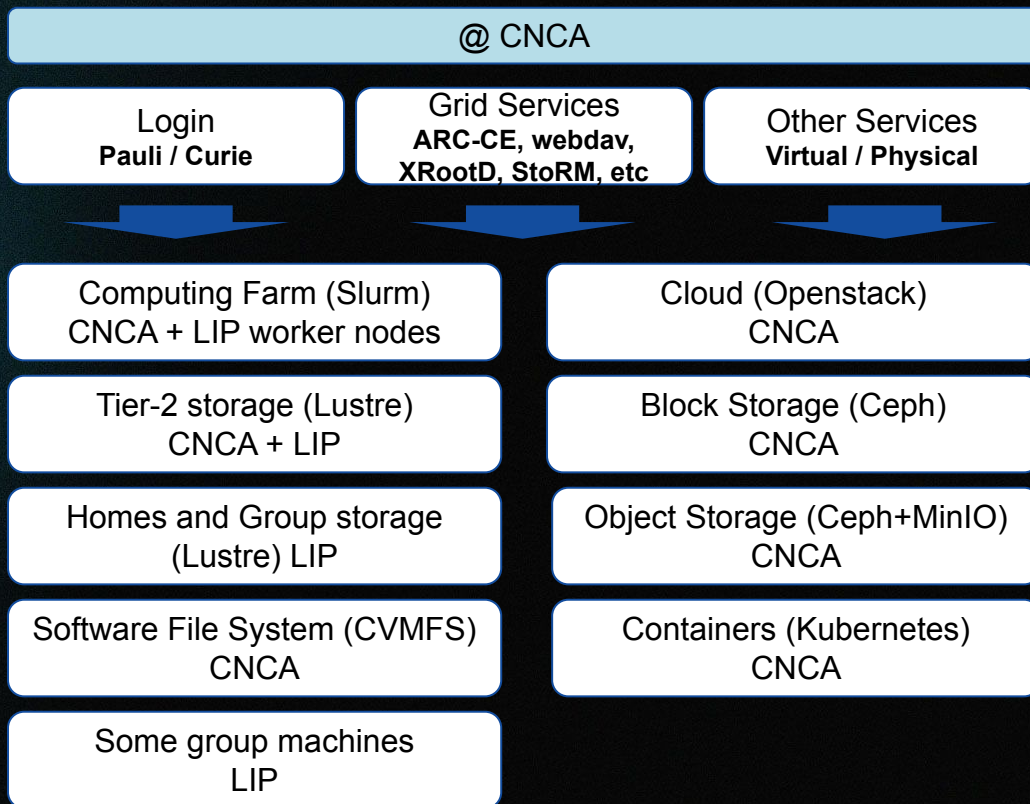 @ CNCA
Login
Pauli / Curie
Grid Services
ARC-CE, webdav,
XRootD, StoRM, etc
Other Services
Virtual / Physical
Computing Farm (Slurm)
CNCA + LIP worker nodes
Cloud (Openstack)
CNCA
Tier-2 storage (Lustre)
CNCA + LIP
Block Storage (Ceph)
CNCA
Homes and Group storage
(Lustre) LIP
Object Storage (Ceph+MinIO)
CNCA
Software File System (CVMFS)
CNCA
Containers (Kubernetes)
CNCA
Some group machines
LIP